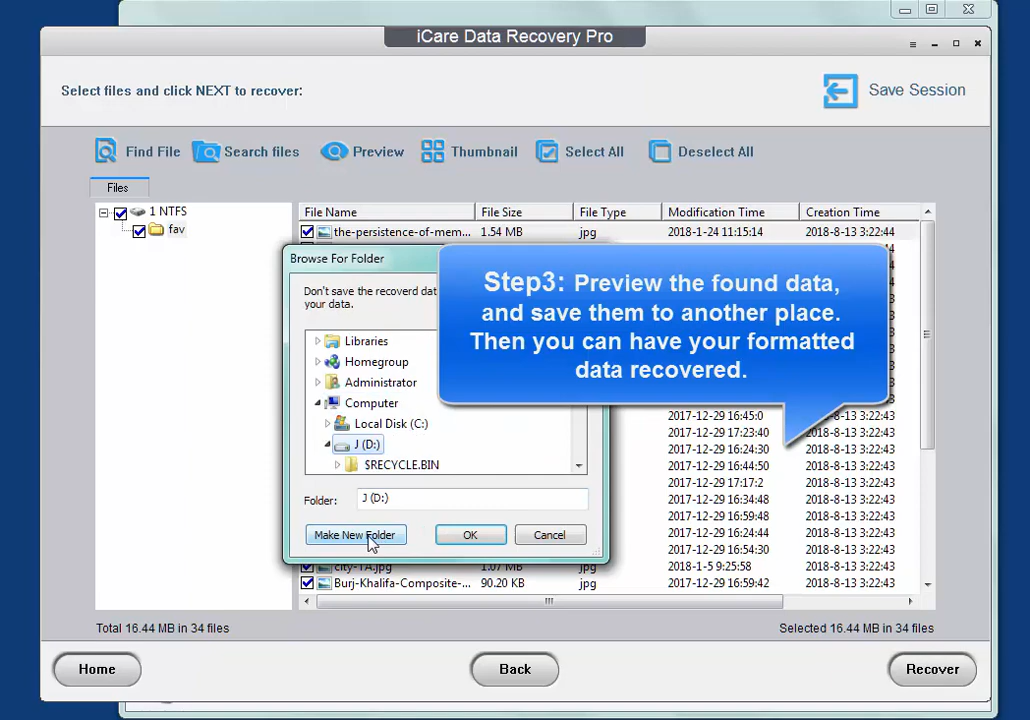 iCare Data Recovery Pro
Select files and click NEXT to recover:
Save Session
Find File
Search files
Preview
Thumbnail
Select All
Deselect All
Files
1 NTFS
fav
File Name
File Size
File Type
Modification Time
Creation Time
the-persistence-of-mem... 1.54 MB jpg 2018-1-24 11:15:14 2018-8-13 3:22:44
Browse For Folder
Don't save the recoverd dat
your data.
Step3: Preview the found data,
and save them to another place.
Then you can have your formatted
data recovered.
Libraries
Homegroup
Administrator
Computer
Local Disk (C:)
J (D:)
$RECYCLE.BIN
Folder: J (D:)
Make New Folder
OK
Cancel
2017-12-29 16:45:0 2018-8-13 3:22:43
2017-12-29 17:23:40 2018-8-13 3:22:43
2017-12-29 16:24:30 2018-8-13 3:22:43
2017-12-29 16:44:50 2018-8-13 3:22:43
2017-12-29 17:17:2 2018-8-13 3:22:43
2017-12-29 16:34:48 2018-8-13 3:22:43
2017-12-29 16:59:48 2018-8-13 3:22:43
2017-12-29 16:24:44 2018-8-13 3:22:43
2017-12-29 16:54:30 2018-8-13 3:22:43
city-TA.jpg 1.07 MB jpg 2018-1-5 9:25:58 2018-8-13 3:22:43
Burj-Khalifa-Composite-... 90.20 KB jpg 2017-12-29 16:59:42 2018-8-13 3:22:43
Total 16.44 MB in 34 files
Selected 16.44 MB in 34 files
Home
Back
Recover